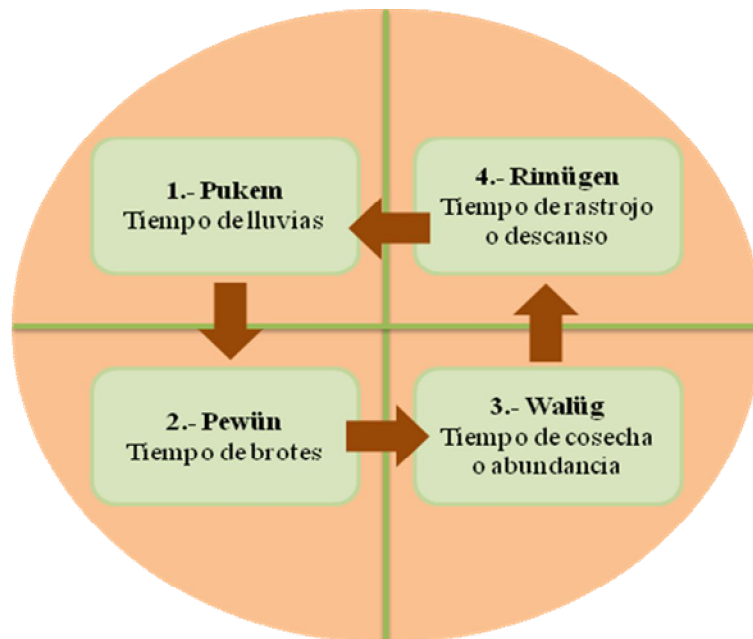 1.- Pukem
Tiempo de lluvias
2.- Pewün
Tiempo de brotes
3.- Walüg
Tiempo de cosecha
o abundancia
4.- Rimügen
Tiempo de rastrojo
o descanso